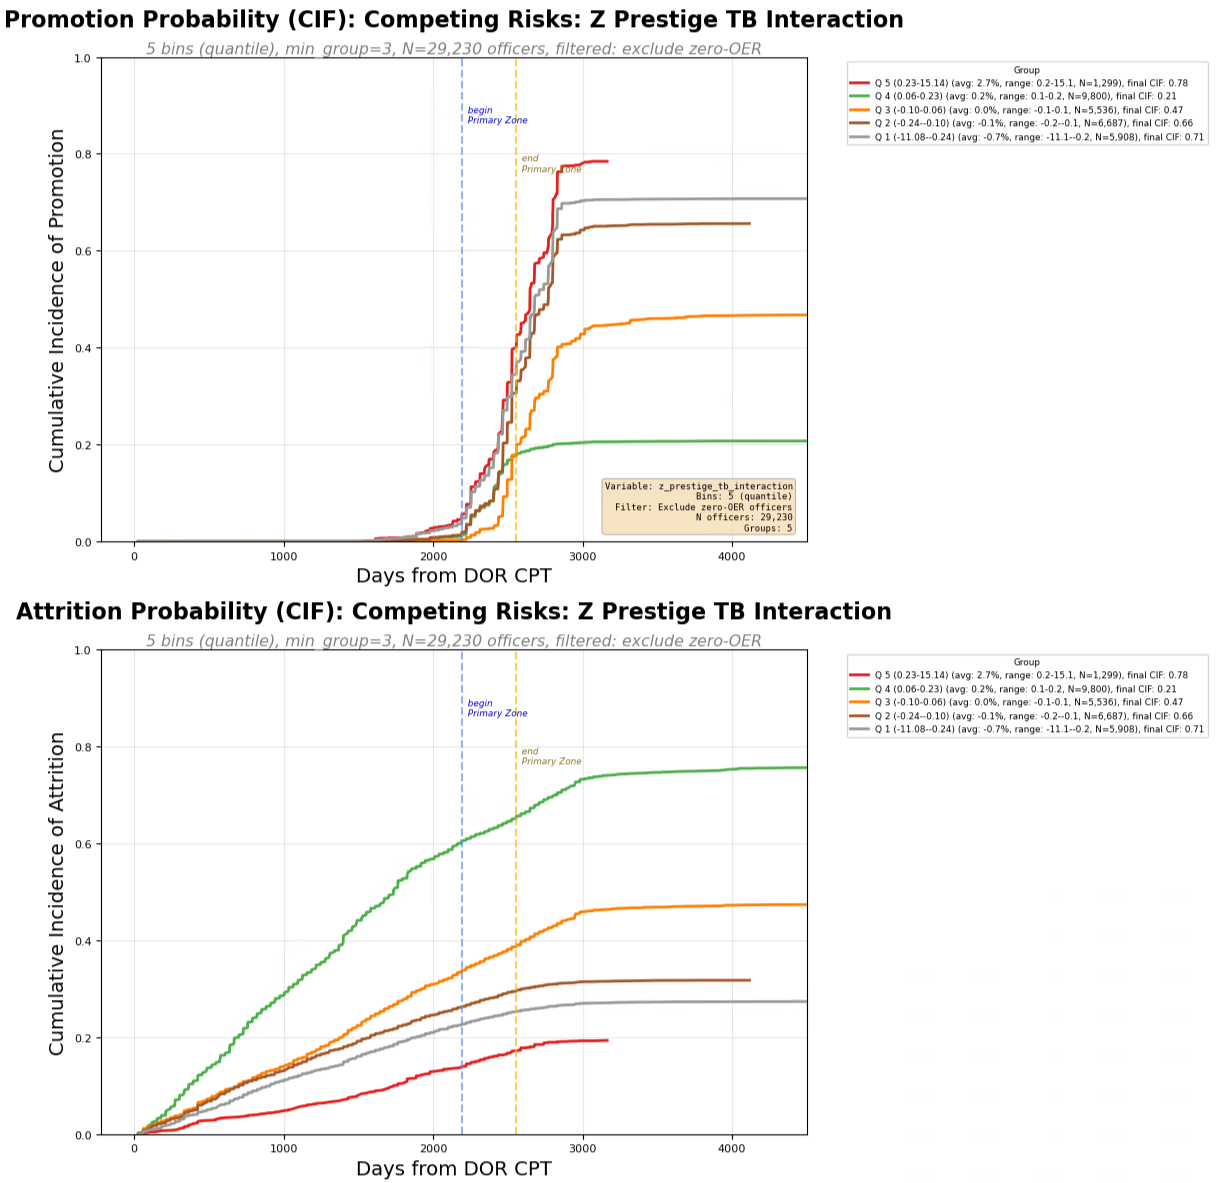 Promotion Probability (CIF): Competing Risks: Z Prestige TB Interaction
5 bins (quantile), min_group=3, N=29,230 officers, filtered: exclude zero-OER
Cumulative Incidence of Promotion
1.0
0.8
0.6
0.4
0.2
0.0
begin
Primary Zone
end
Primary Zone
Variable: z_prestige_tb_interaction
Bins: 5 (quantile)
Filter: Exclude zero-OER officers
N officers: 29,230
Groups: 5
0
1000
2000
3000
4000
Days from DOR CPT
Group
Q 5 (0.23-15.14) (avg: 2.7%, range: 0.2-15.1, N=1,299), final CIF: 0.78
Q 4 (0.06-0.23) (avg: 0.2%, range: 0.1-0.2, N=9,800), final CIF: 0.21
Q 3 (-0.10-0.06) (avg: 0.0%, range: -0.1-0.1, N=5,536), final CIF: 0.47
Q 2 (-0.24--0.10) (avg: -0.1%, range: -0.2--0.1, N=6,687), final CIF: 0.66
Q 1 (-11.08--0.24) (avg: -0.7%, range: -11.1--0.2, N=5,908), final CIF: 0.71
Attrition Probability (CIF): Competing Risks: Z Prestige TB Interaction
5 bins (quantile), min_group=3, N=29,230 officers, filtered: exclude zero-OER
Cumulative Incidence of Attrition
1.0
0.8
0.6
0.4
0.2
0.0
begin
Primary Zone
end
Primary Zone
0
1000
2000
3000
4000
Days from DOR CPT
Group
Q 5 (0.23-15.14) (avg: 2.7%, range: 0.2-15.1, N=1,299), final CIF: 0.78
Q 4 (0.06-0.23) (avg: 0.2%, range: 0.1-0.2, N=9,800), final CIF: 0.21
Q 3 (-0.10-0.06) (avg: 0.0%, range: -0.1-0.1, N=5,536), final CIF: 0.47
Q 2 (-0.24--0.10) (avg: -0.1%, range: -0.2--0.1, N=6,687), final CIF: 0.66
Q 1 (-11.08--0.24) (avg: -0.7%, range: -11.1--0.2, N=5,908), final CIF: 0.71